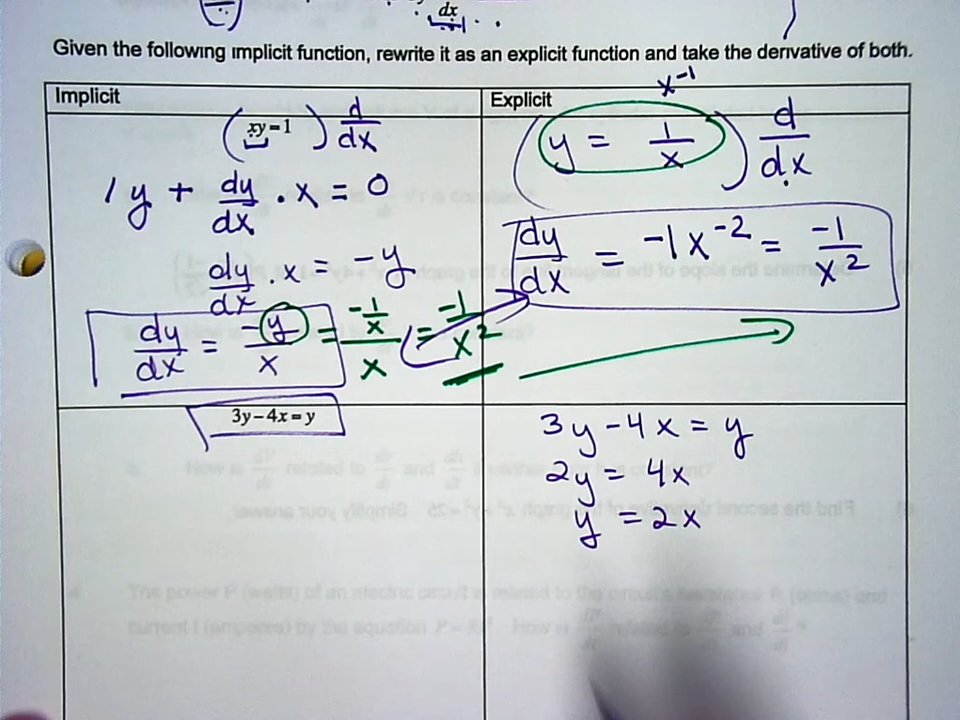 dx
Given the following implicit function, rewrite it as an explicit function and take the derivative of both.
Implicit
(xy = 1) d/dx
1y + dy/dx · x = 0
dy/dx · x = -y
dy/dx = -y/x = (-1/x)/x = -1/x²
Explicit
x⁻¹
(y = 1/x) d/dx
dy/dx = -1x⁻² = -1/x²
3y – 4x = y
3y - 4x = y
2y = 4x
y = 2x